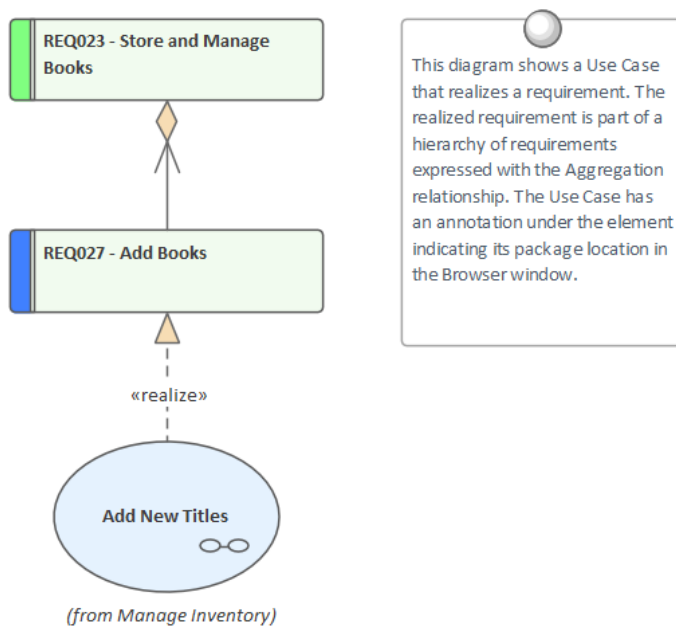 REQ023 - Store and Manage
Books
REQ027 - Add Books
«realize»
Add New Titles
(from Manage Inventory)
This diagram shows a Use Case
that realizes a requirement. The
realized requirement is part of a
hierarchy of requirements
expressed with the Aggregation
relationship. The Use Case has
an annotation under the element
indicating its package location in
the Browser window.